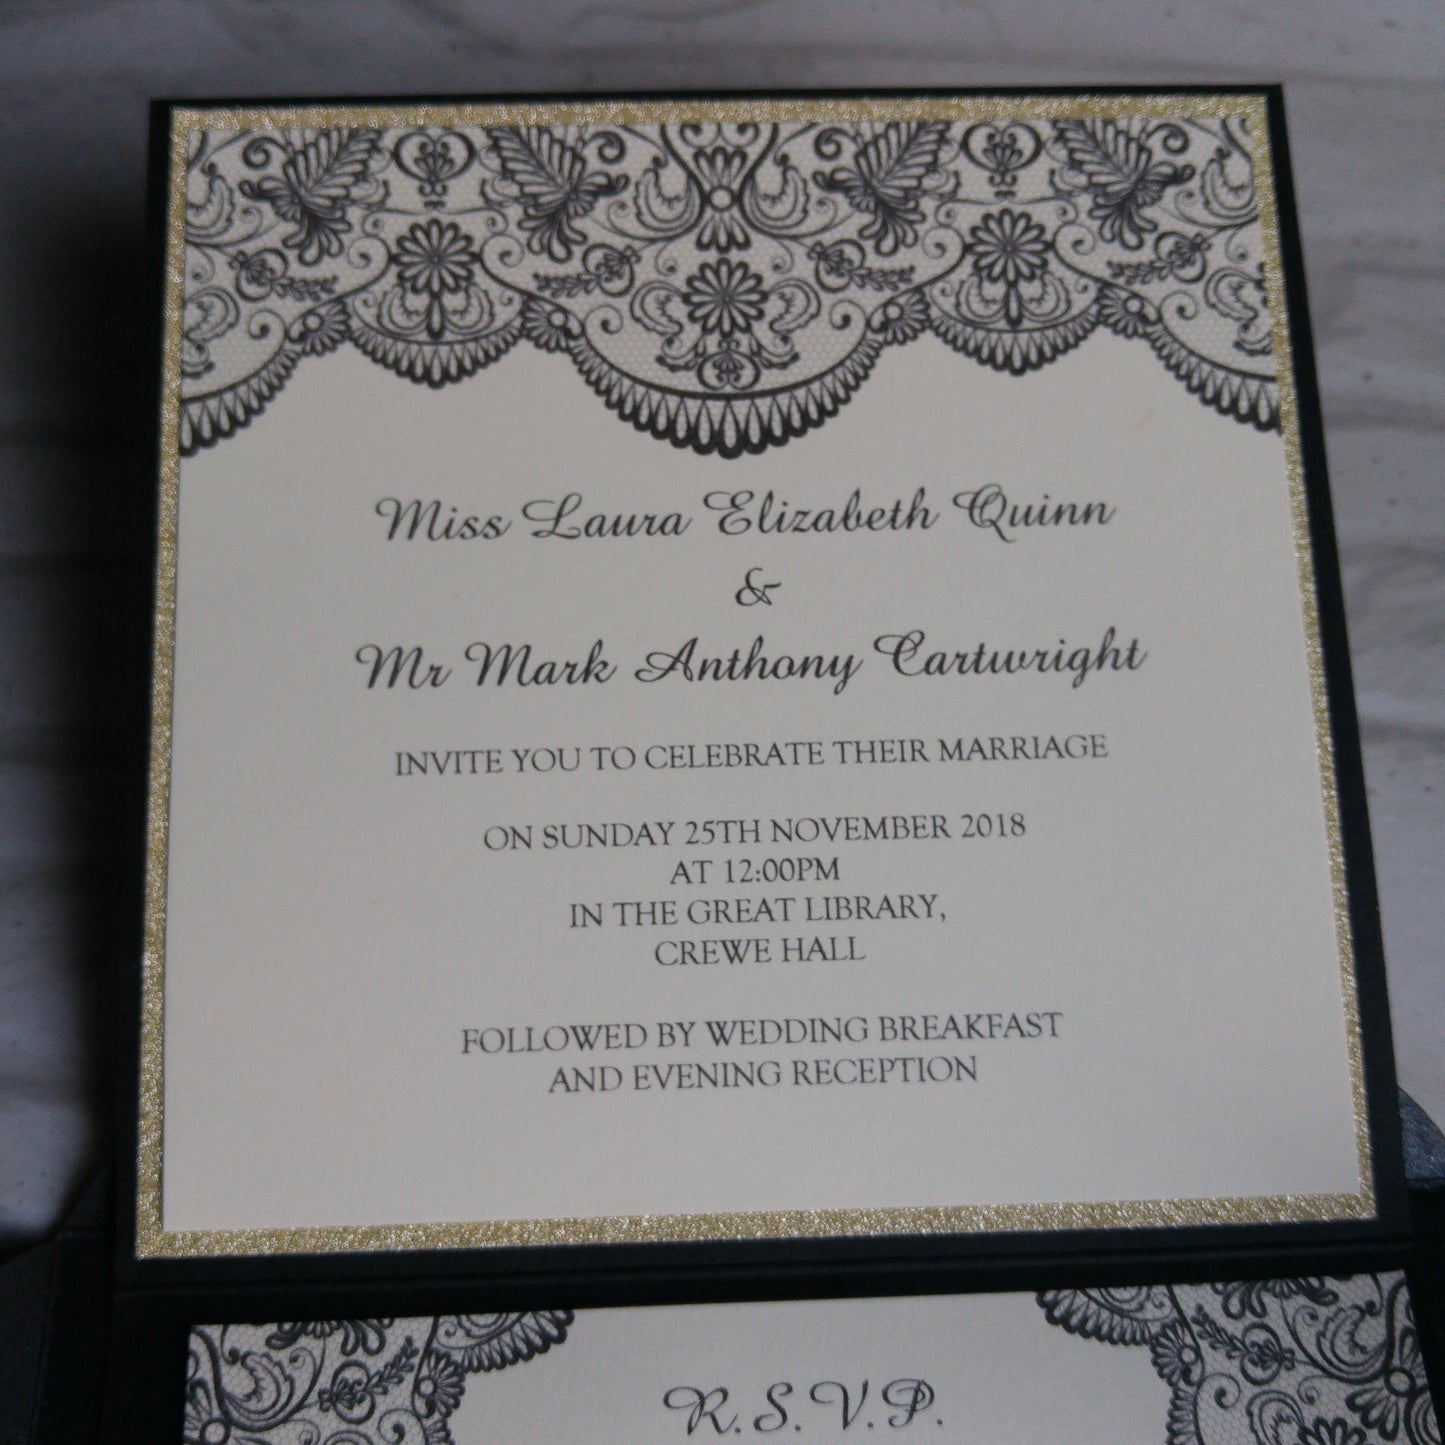 Miss Laura Elizabeth Quinn
&
Mr Mark Anthony Cartwright
INVITE YOU TO CELEBRATE THEIR MARRIAGE
ON SUNDAY 25TH NOVEMBER 2018
AT 12:00PM
IN THE GREAT LIBRARY,
CREWE HALL
FOLLOWED BY WEDDING BREAKFAST
AND EVENING RECEPTION
R.S.V.P.